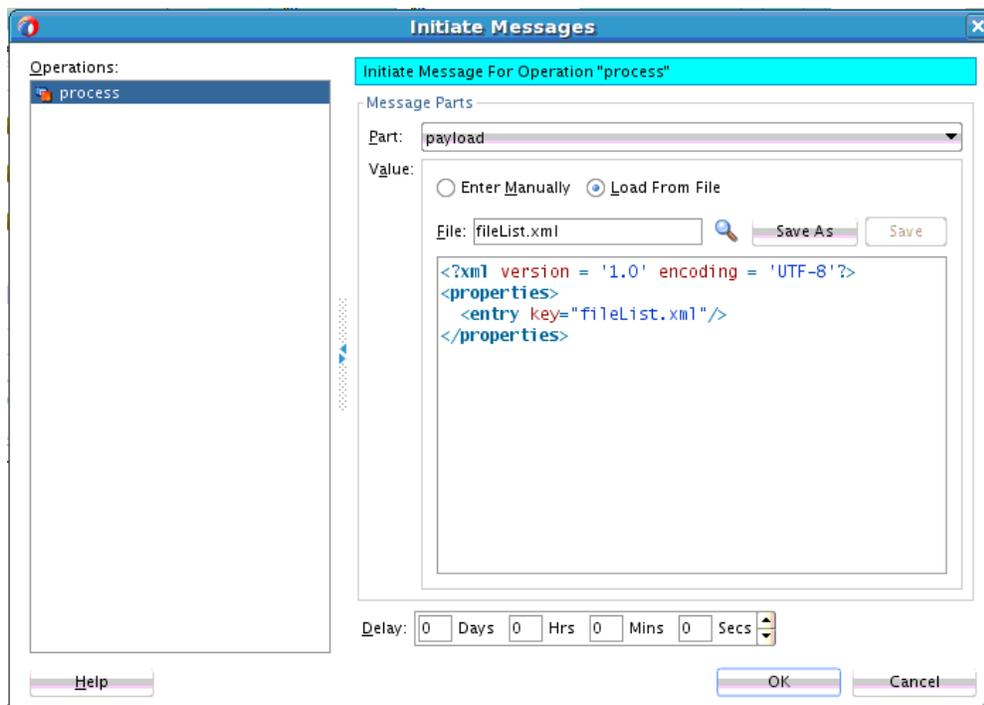 Initiate Messages
Operations:
process
Initiate Message For Operation "process"
Message Parts
Part: payload
Value:
Enter Manually Load From File
File: fileList.xml Save As Save
<?xml version = '1.0' encoding = 'UTF-8'?>
<properties>
<entry key="fileList.xml"/>
</properties>
Delay: 0 Days 0 Hrs 0 Mins 0 Secs
Help OK Cancel